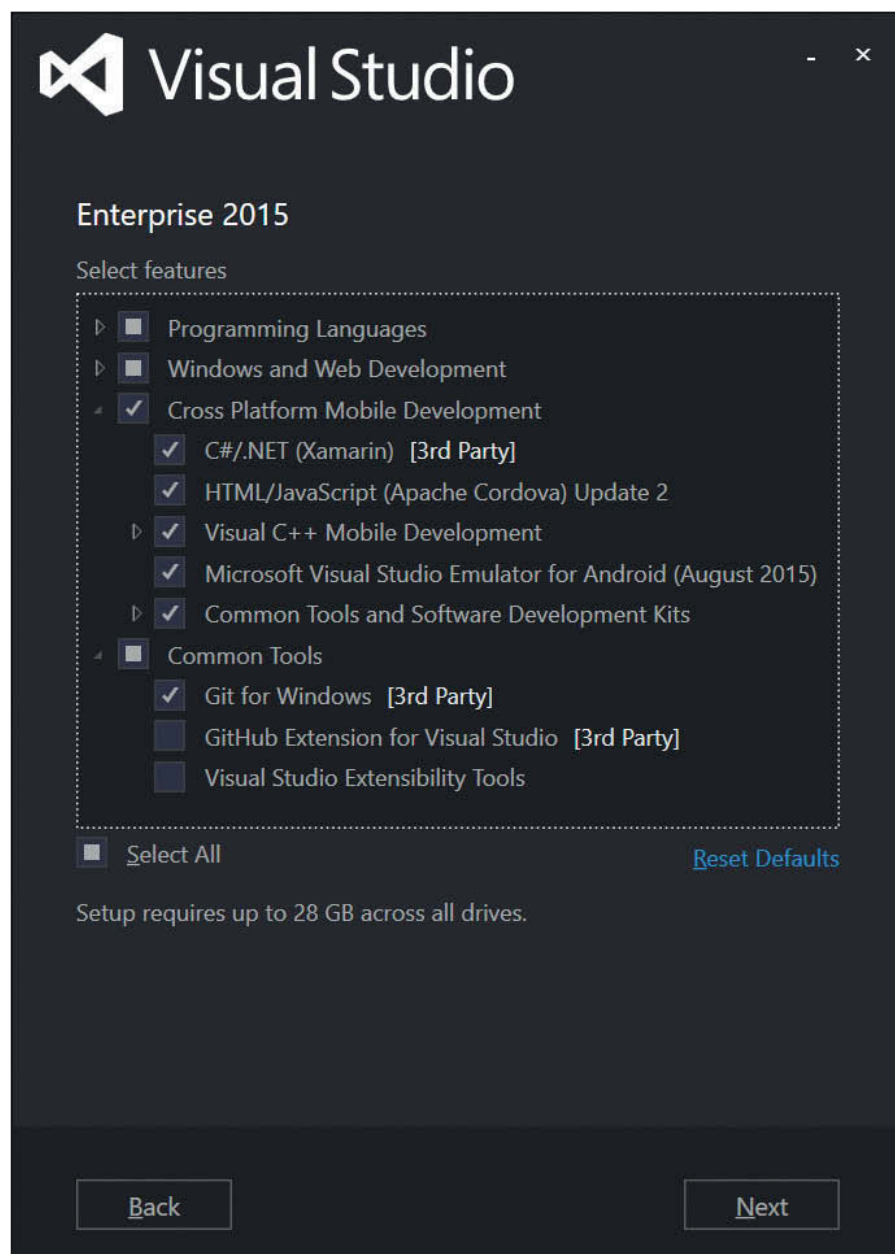 Visual Studio
Enterprise 2015
Select features
Programming Languages
Windows and Web Development
Cross Platform Mobile Development
C#/.NET (Xamarin) [3rd Party]
HTML/JavaScript (Apache Cordova) Update 2
Visual C++ Mobile Development
Microsoft Visual Studio Emulator for Android (August 2015)
Common Tools and Software Development Kits
Common Tools
Git for Windows [3rd Party]
GitHub Extension for Visual Studio [3rd Party]
Visual Studio Extensibility Tools
Select All
Reset Defaults
Setup requires up to 28 GB across all drives.
Back
Next